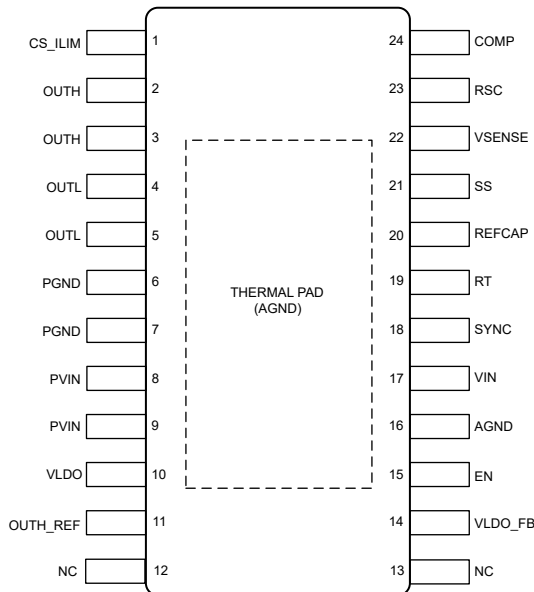 CS_ILIM 1 24 COMP
OUTH 2 23 RSC
OUTH 3 22 VSENSE
OUTL 4 21 SS
OUTL 5 20 REFCAP
PGND 6 19 RT
THERMAL PAD
(AGND)
PGND 7 18 SYNC
PVIN 8 17 VIN
PVIN 9 16 AGND
VLDO 10 15 EN
OUTH_REF 11 14 VLDO_FB
NC 12 13 NC